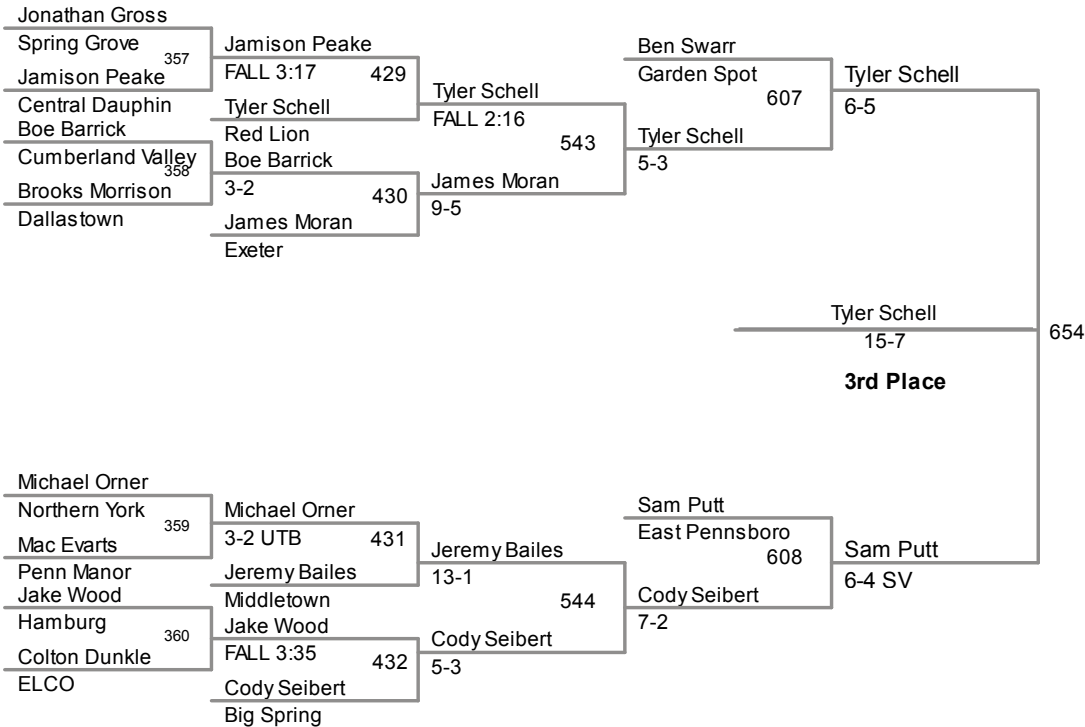 Jonathan Gross
Spring Grove
357
Jamison Peake
Central Dauphin
Boe Barrick
Cumberland Valley
358
Brooks Morrison
Dallastown
Jamison Peake
FALL 3:17
429
Tyler Schell
Red Lion
Boe Barrick
3-2
430
James Moran
Exeter
Tyler Schell
FALL 2:16
543
James Moran
9-5
Ben Swarr
Garden Spot
607
Tyler Schell
5-3
Tyler Schell
6-5
Tyler Schell
15-7
654
3rd Place
Michael Orner
Northern York
359
Mac Evarts
Penn Manor
Jake Wood
Hamburg
360
Colton Dunkle
ELCO
Michael Orner
3-2 UTB
431
Jeremy Bailes
Middletown
Jake Wood
FALL 3:35
432
Cody Seibert
Big Spring
Jeremy Bailes
13-1
544
Cody Seibert
5-3
Sam Putt
East Pennsboro
608
Cody Seibert
7-2
Sam Putt
6-4 SV